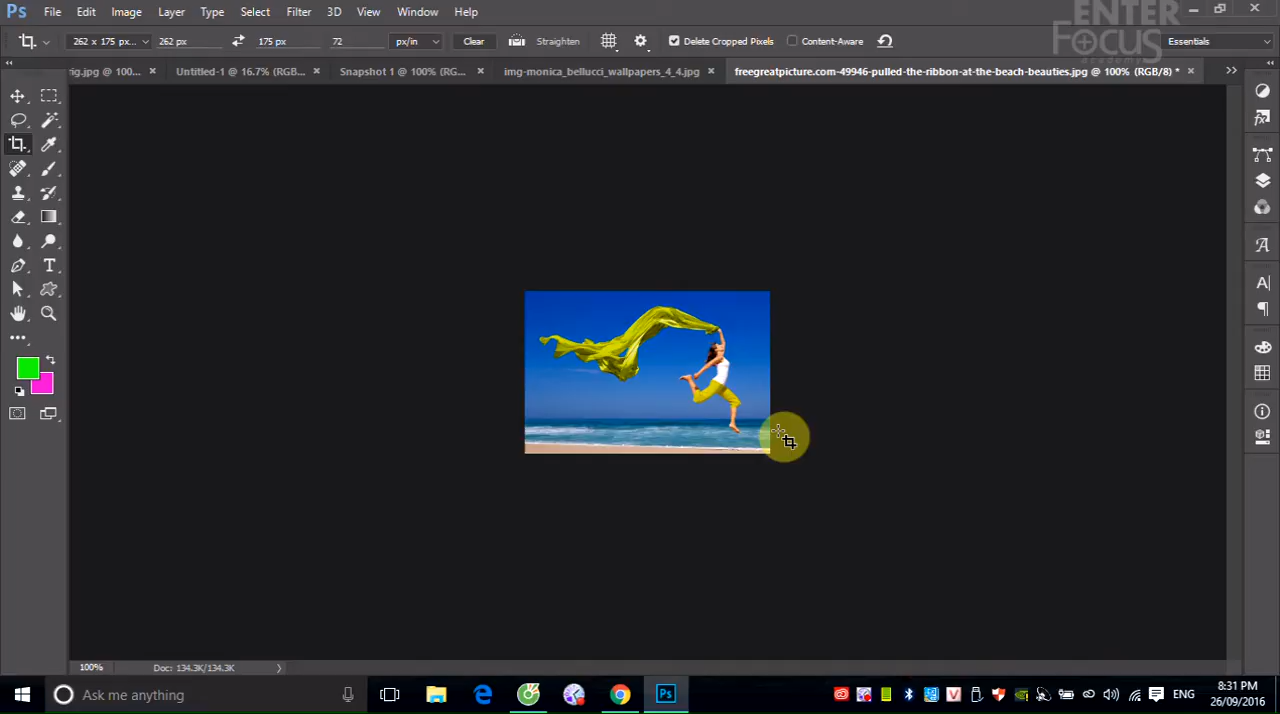 ENTER
FOCUS
academy
Ps File Edit Image Layer Type Select Filter 3D View Window Help
262 x 175 px... 262 px 175 px 72 px/in Clear Straighten Delete Cropped Pixels Content-Aware Essentials
rig.jpg @ 100... Untitled-1 @ 16.7% (RGB... Snapshot 1 @ 100% (RGB... img-monica_bellucci_wallpapers_4_4.jpg freegreatpicture.com-49946-pulled-the-ribbon-at-the-beach-beauties.jpg @ 100% (RGB/8) *
100% Doc: 134.3K/134.3K
Ask me anything Ps ENG 8:31 PM
26/09/2016